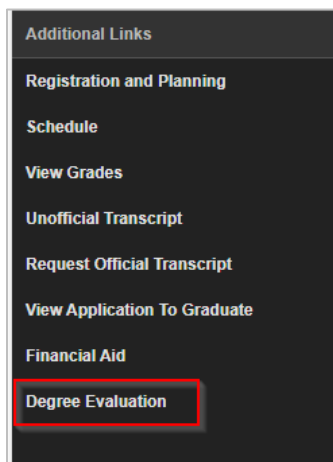 Additional Links
Registration and Planning
Schedule
View Grades
Unofficial Transcript
Request Official Transcript
View Application To Graduate
Financial Aid
Degree Evaluation